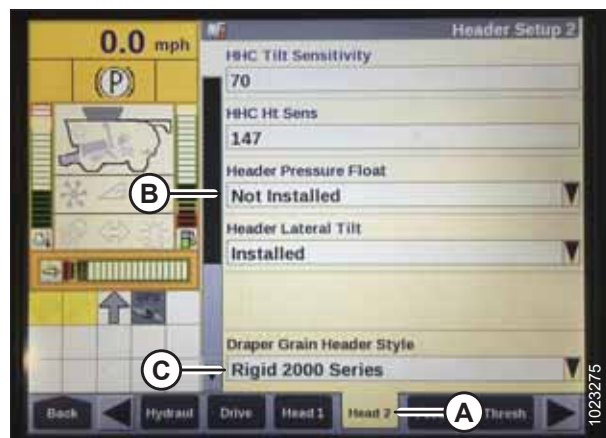 0.0 mph
Header Setup 2
(P)
HHC Tilt Sensitivity
70
HHC Ht Sens
147
Header Pressure Float
B
Not Installed
Header Lateral Tilt
Installed
Draper Grain Header Style
C
Rigid 2000 Series
Back
Hydraul
Drive
Head 1
Head 2
A
Thresh
1023275